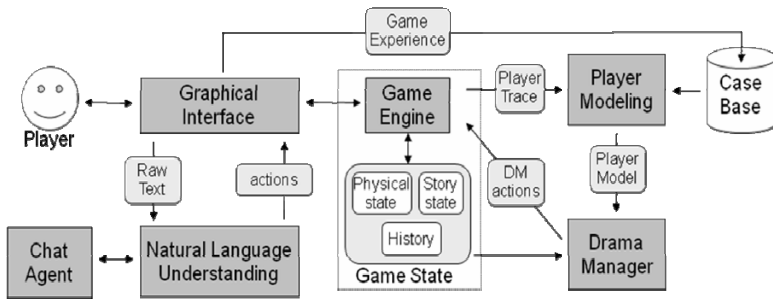 Game
Experience
Player
Graphical
Interface
Game
Engine
Player
Trace
Player
Modeling
Case
Base
Raw
Text
actions
Physical
state
Story
state
History
Game State
DM
actions
Player
Model
Chat
Agent
Natural Language
Understanding
Drama
Manager